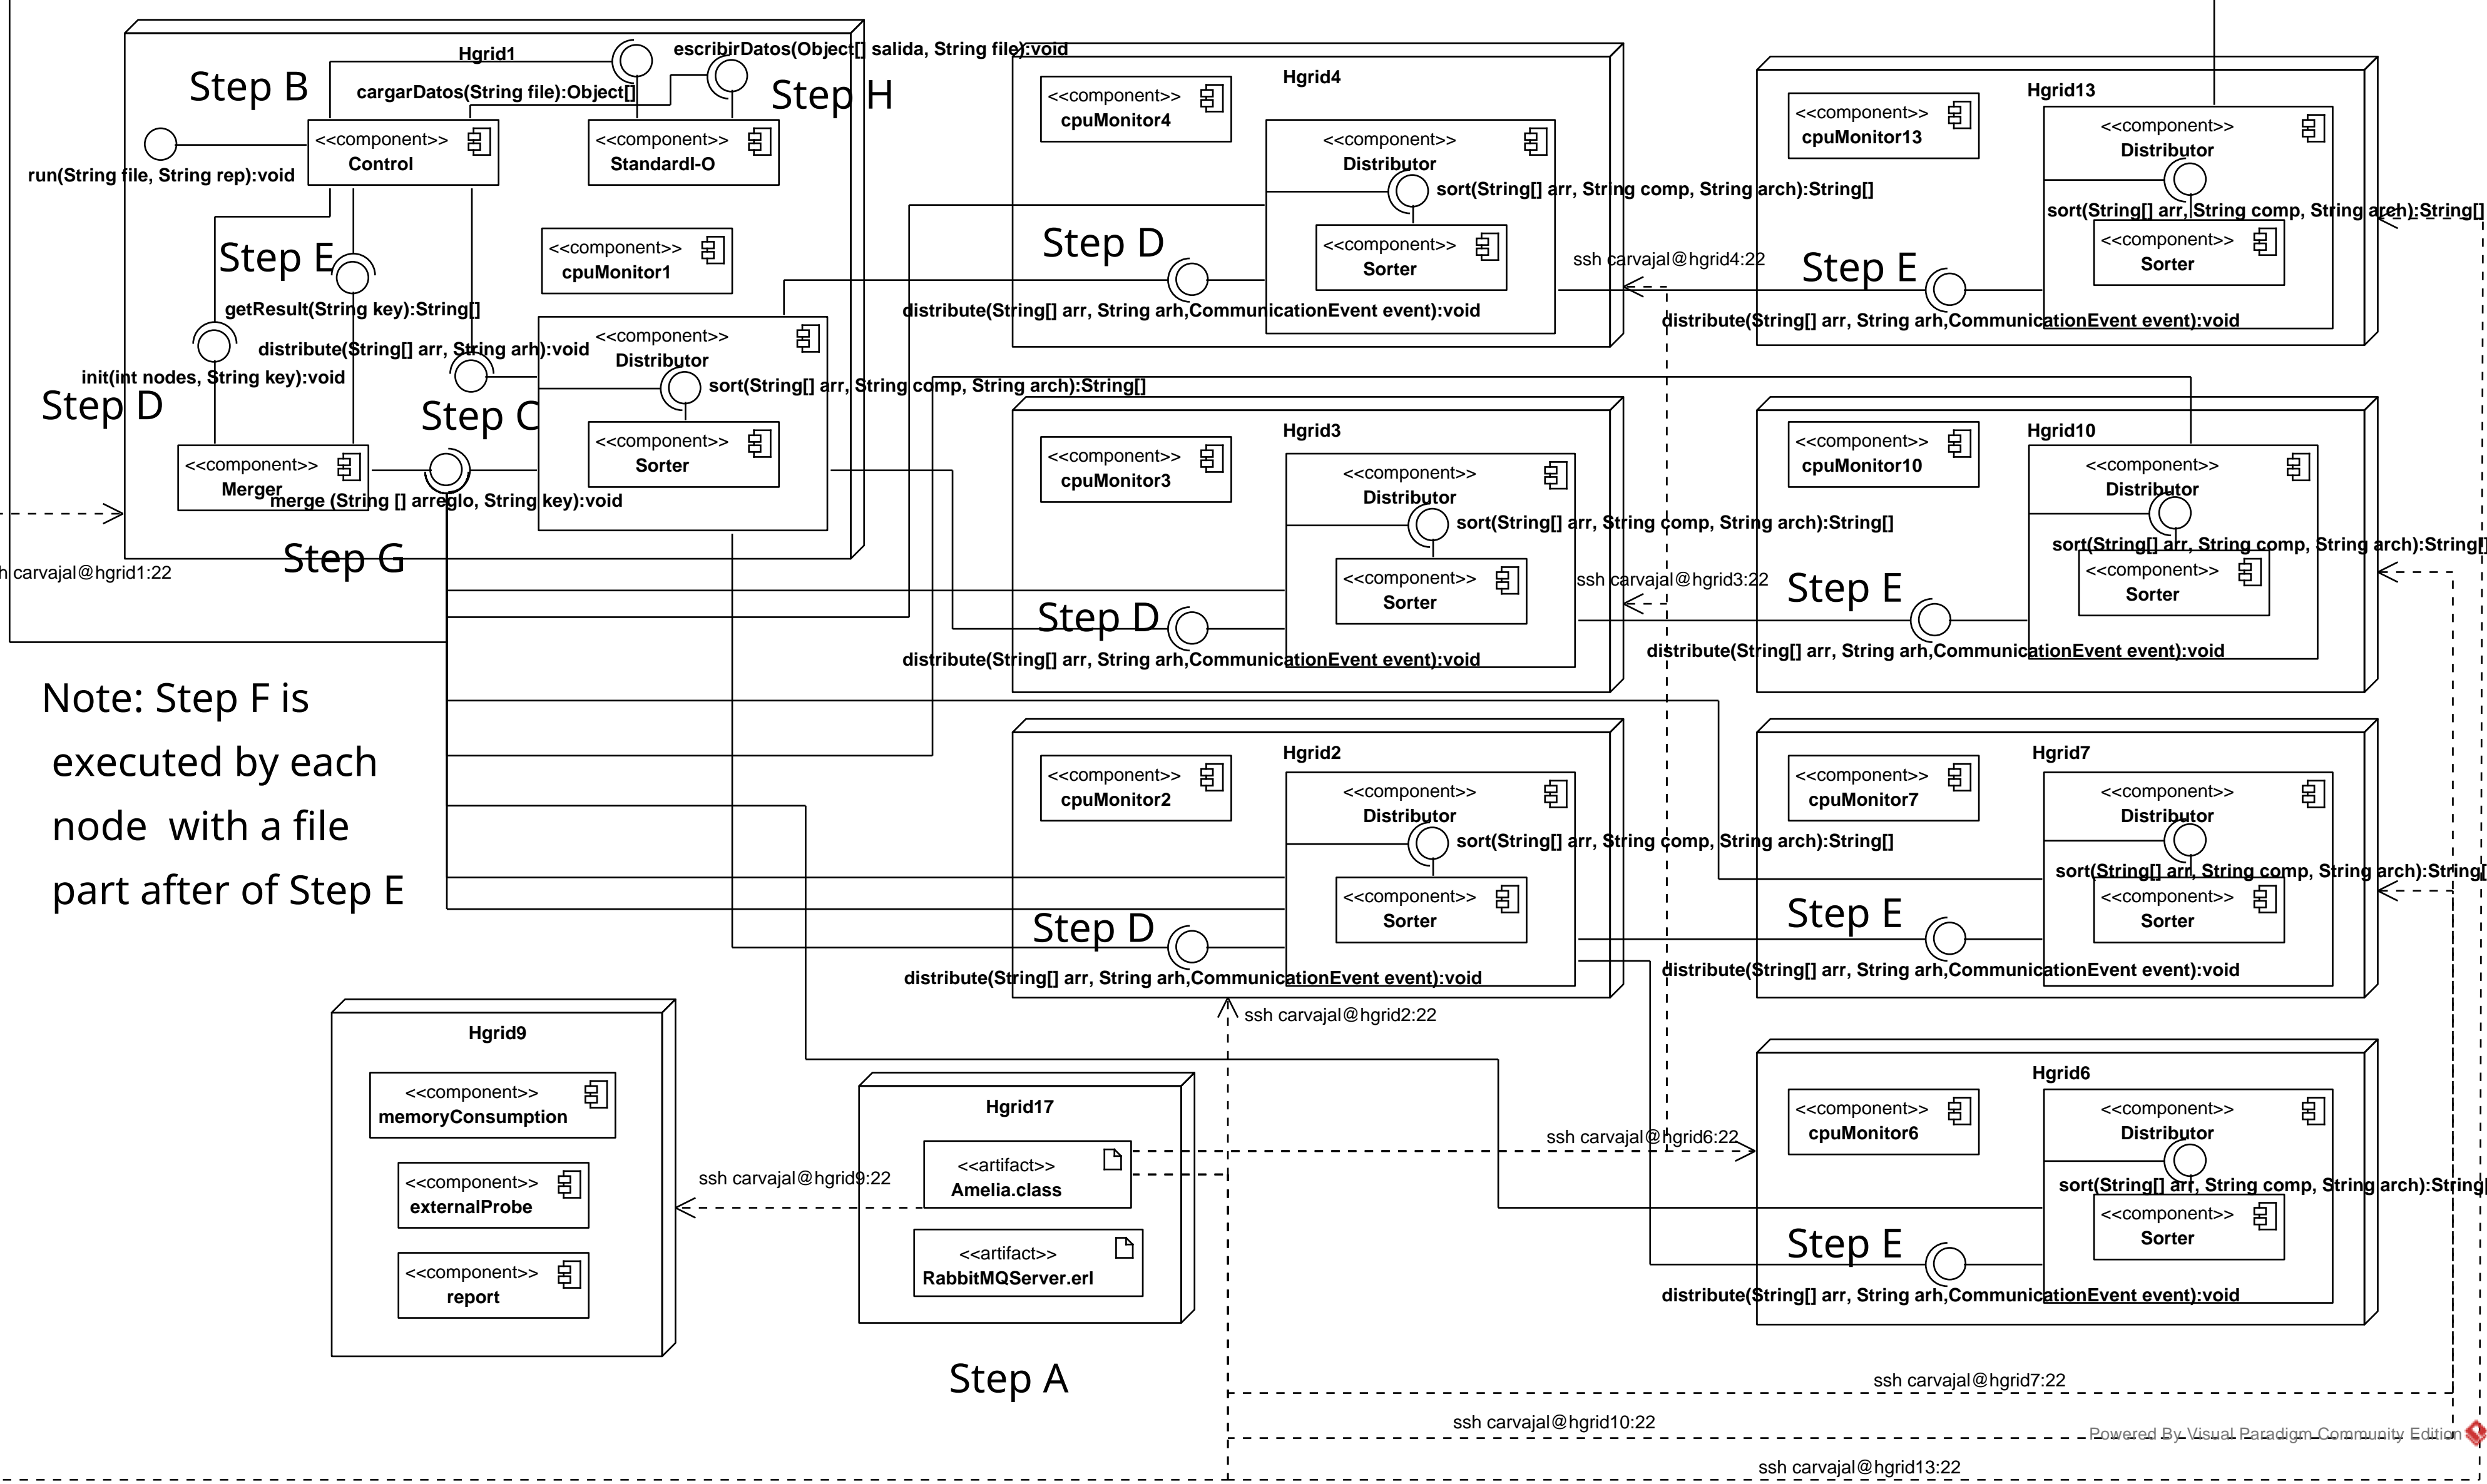 Hgrid1
escribirDatos(Object[] salida, String file):void
Step B
cargarDatos(String file):Object[]
Step H
<<component>>
Control
<<component>>
StandardI-O
run(String file, String rep):void
<<component>>
cpuMonitor1
Step E
getResult(String key):String[]
distribute(String[] arr, String arh):void
init(int nodes, String key):void
Step D
Step C
<<component>>
Distributor
sort(String[] arr, String comp, String arch):String[]
<<component>>
Sorter
<<component>>
Merger
merge (String [] arreglo, String key):void
Step G
h carvajal@hgrid1:22
Hgrid4
<<component>>
cpuMonitor4
<<component>>
Distributor
sort(String[] arr, String comp, String arch):String[]
<<component>>
Sorter
Step D
distribute(String[] arr, String arh,CommunicationEvent event):void
ssh carvajal@hgrid4:22
Hgrid13
<<component>>
cpuMonitor13
<<component>>
Distributor
sort(String[] arr, String comp, String arch):String[]
<<component>>
Sorter
Step E
distribute(String[] arr, String arh,CommunicationEvent event):void
Hgrid3
<<component>>
cpuMonitor3
<<component>>
Distributor
sort(String[] arr, String comp, String arch):String[]
<<component>>
Sorter
Step D
distribute(String[] arr, String arh,CommunicationEvent event):void
ssh carvajal@hgrid3:22
Hgrid10
<<component>>
cpuMonitor10
<<component>>
Distributor
sort(String[] arr, String comp, String arch):String[]
<<component>>
Sorter
Step E
distribute(String[] arr, String arh,CommunicationEvent event):void
Note: Step F is
executed by each
node with a file
part after of Step E
Hgrid2
<<component>>
cpuMonitor2
<<component>>
Distributor
sort(String[] arr, String comp, String arch):String[]
<<component>>
Sorter
Step D
distribute(String[] arr, String arh,CommunicationEvent event):void
ssh carvajal@hgrid2:22
Hgrid7
<<component>>
cpuMonitor7
<<component>>
Distributor
sort(String[] arr, String comp, String arch):String[
<<component>>
Sorter
Step E
distribute(String[] arr, String arh,CommunicationEvent event):void
Hgrid9
<<component>>
memoryConsumption
<<component>>
externalProbe
<<component>>
report
ssh carvajal@hgrid9:22
Hgrid17
<<artifact>>
Amelia.class
<<artifact>>
RabbitMQServer.erl
Step A
ssh carvajal@hgrid6:22
Hgrid6
<<component>>
cpuMonitor6
<<component>>
Distributor
sort(String[] arr, String comp, String arch):String[
<<component>>
Sorter
Step E
distribute(String[] arr, String arh,CommunicationEvent event):void
ssh carvajal@hgrid7:22
ssh carvajal@hgrid10:22
Powered By Visual Paradigm Community Edition
ssh carvajal@hgrid13:22